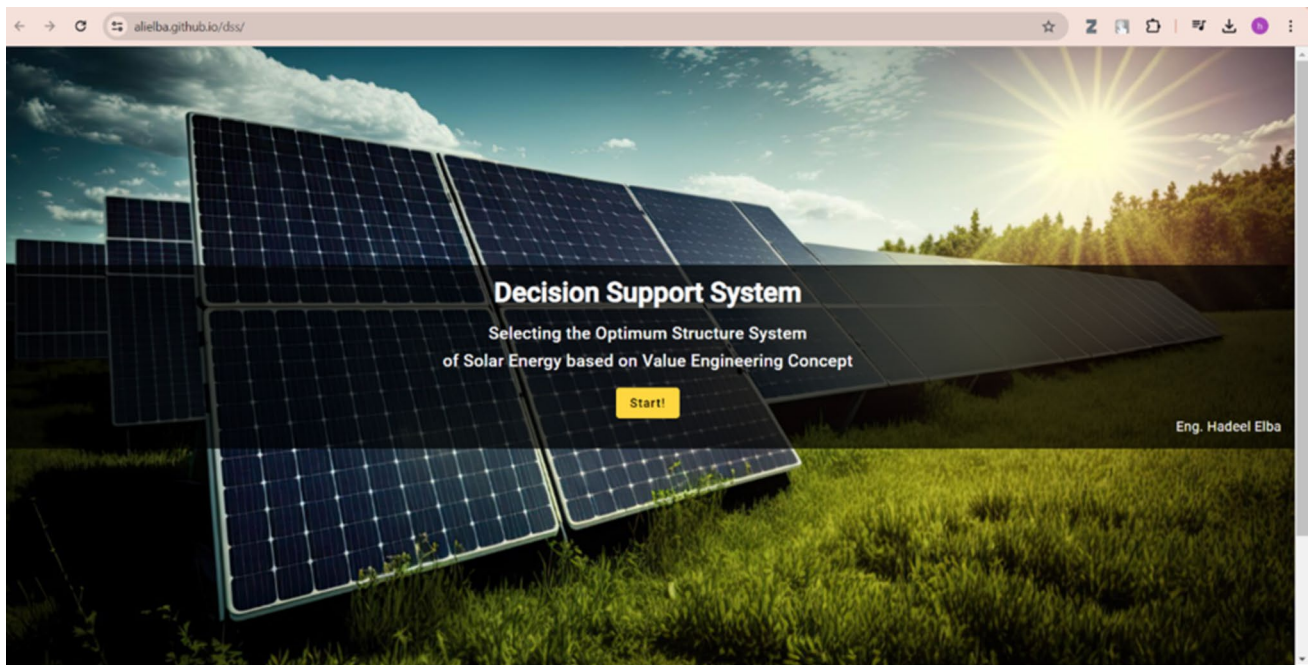 alielba.github.io/dss/
Decision Support System
Selecting the Optimum Structure System
of Solar Energy based on Value Engineering Concept
Start!
Eng. Hadeel Elba